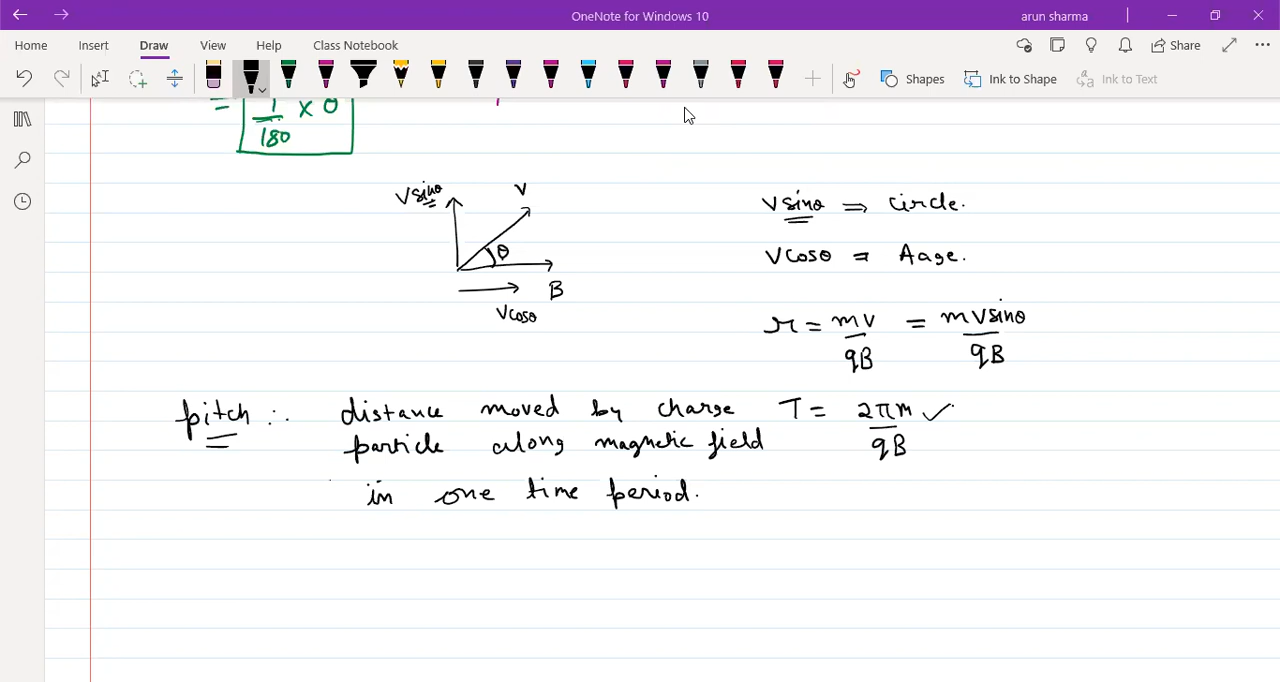 OneNote for Windows 10
arun sharma
Home Insert Draw View Help Class Notebook
Share
Shapes
Ink to Shape
Ink to Text
= 1/180 × θ
vsinθ
v
θ
B
vcosθ
vsinθ ⇒ circle.
vcosθ = Aage.
r = mv/qB = mvsinθ/qB
pitch :. distance moved by charge T = 2πm/qB ✓
particle along magnetic field
in one time period.